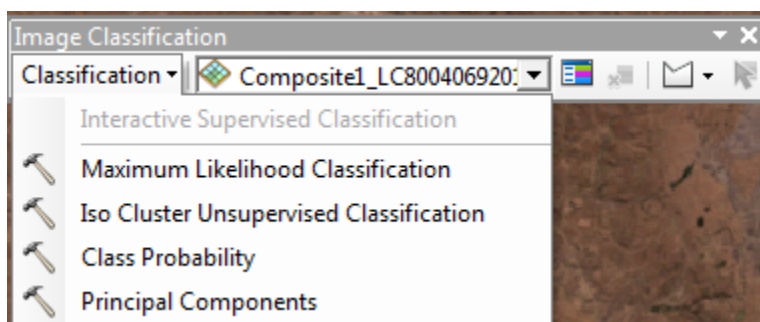 Image Classification
Classification
Composite1_LC800406920
Interactive Supervised Classification
Maximum Likelihood Classification
Iso Cluster Unsupervised Classification
Class Probability
Principal Components